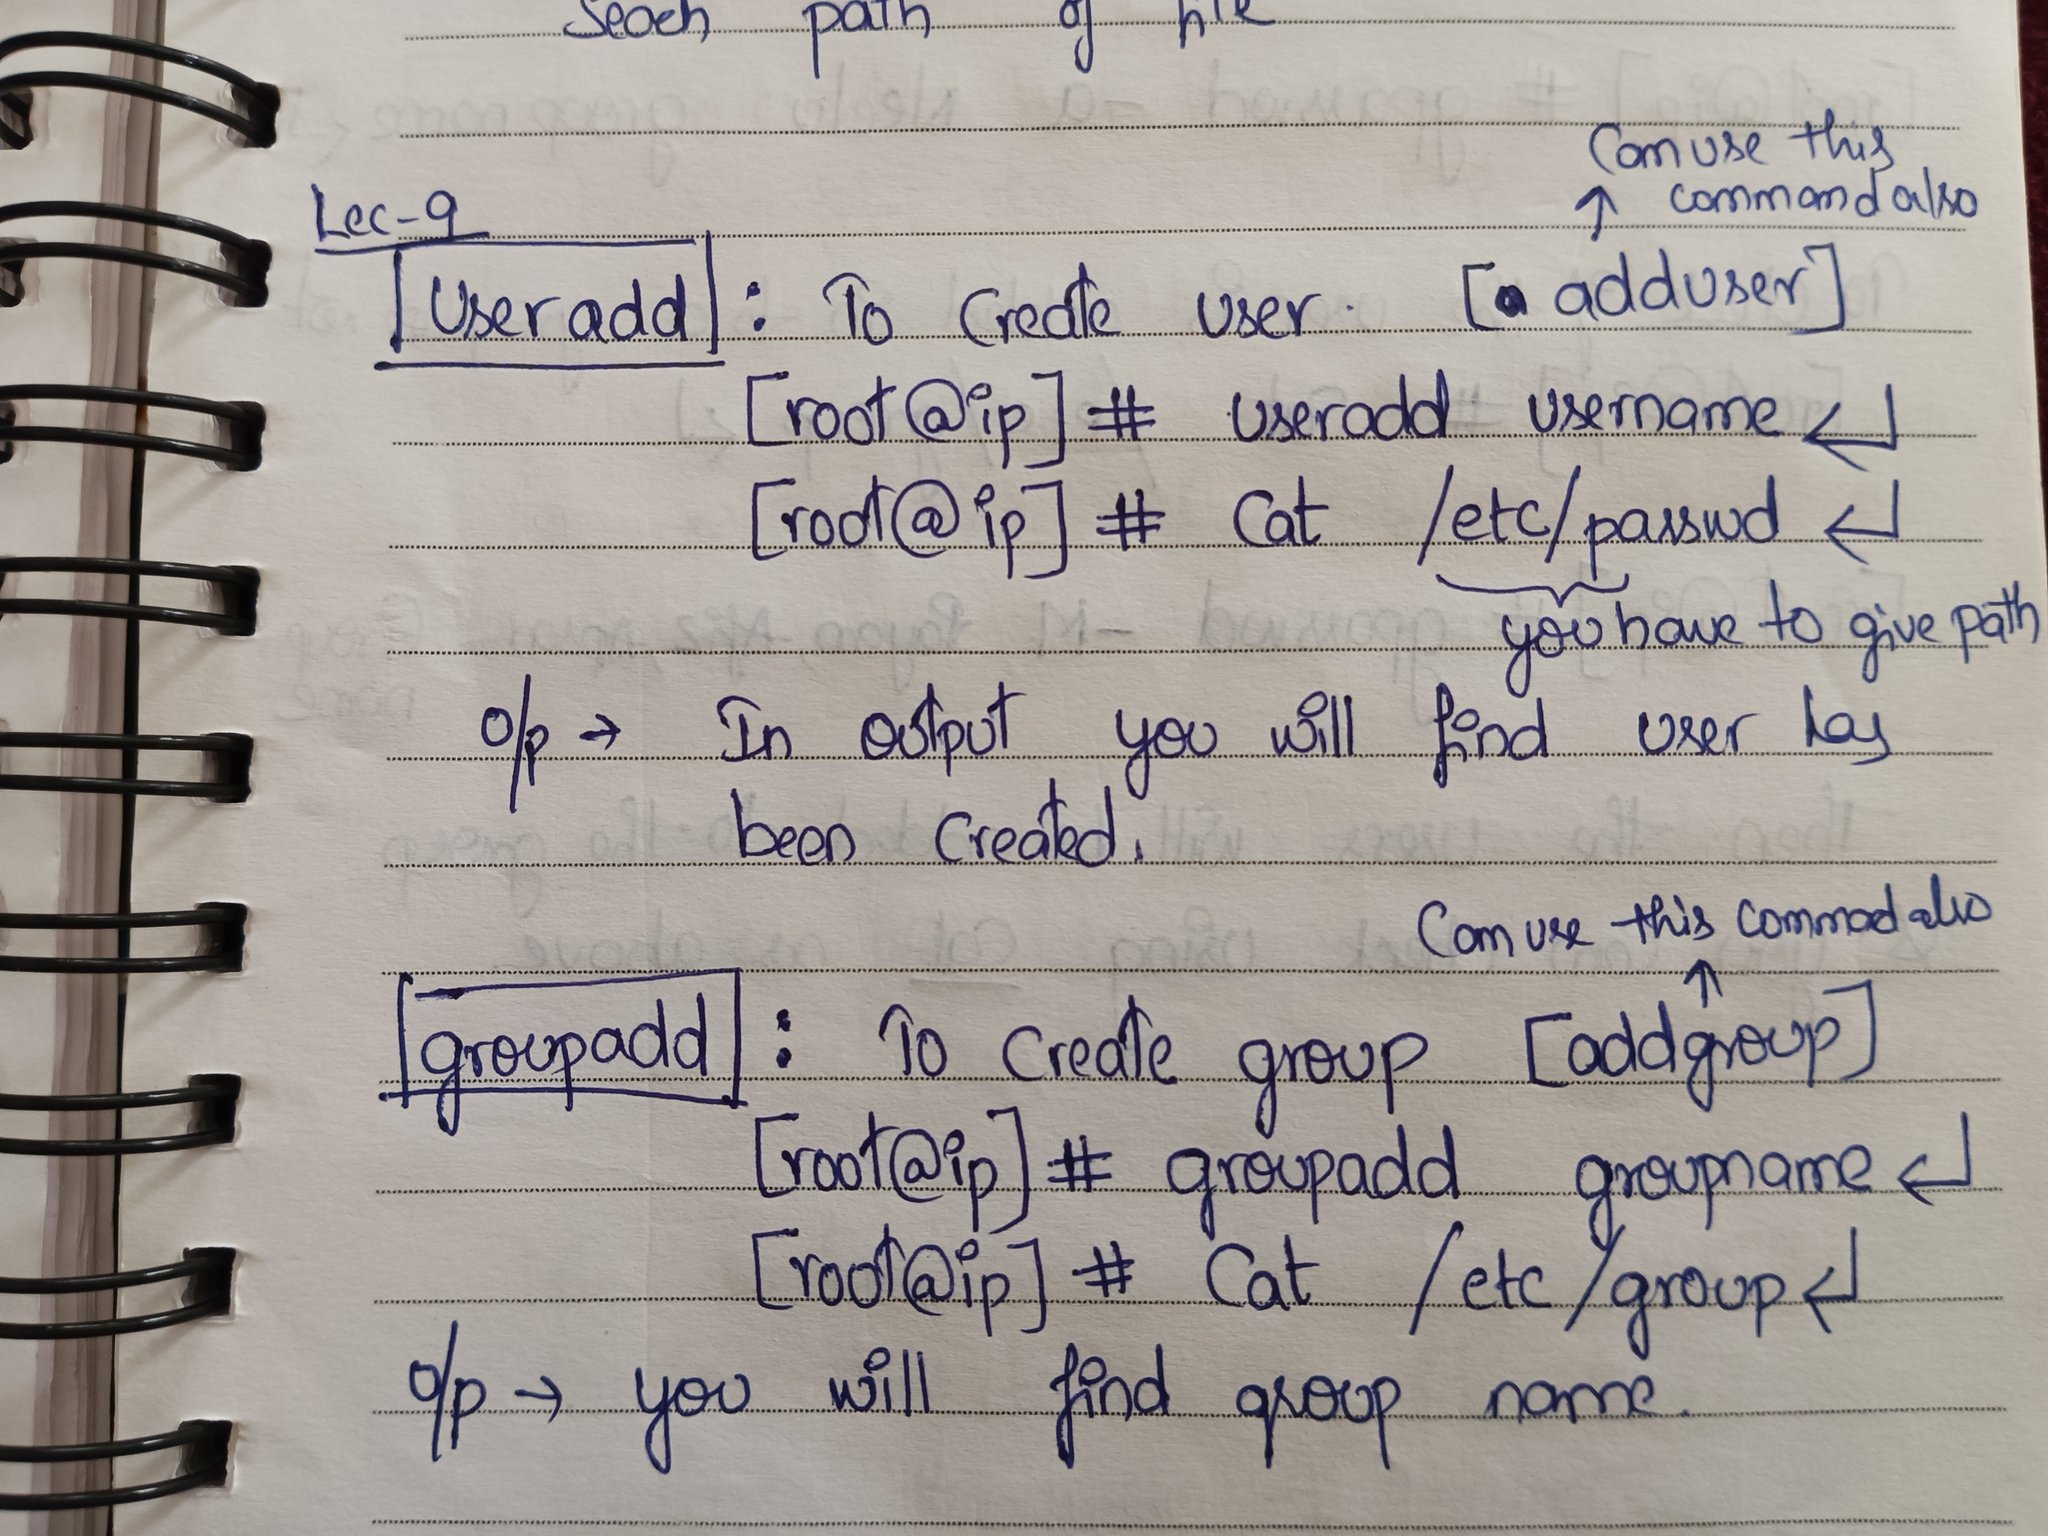 Seach path of file
Can use this
command also
Lec-9
Useradd : To Create user. [adduser]
[root@ip] # useradd username ↵
[root@ip] # Cat /etc/passwd ↵
you have to give path
o/p → In output you will find user has
been Created.
Can use this commad also
groupadd : To Create group [addgroup]
[root@ip] # groupadd groupname ↵
[root@ip] # Cat /etc/group ↵
o/p → you will find group name.